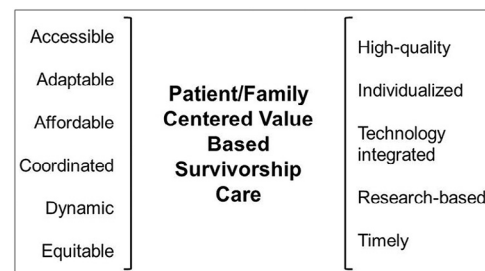 Accessible
Adaptable
Affordable
Coordinated
Dynamic
Equitable
Patient/Family
Centered Value
Based
Survivorship
Care
High-quality
Individualized
Technology
integrated
Research-based
Timely